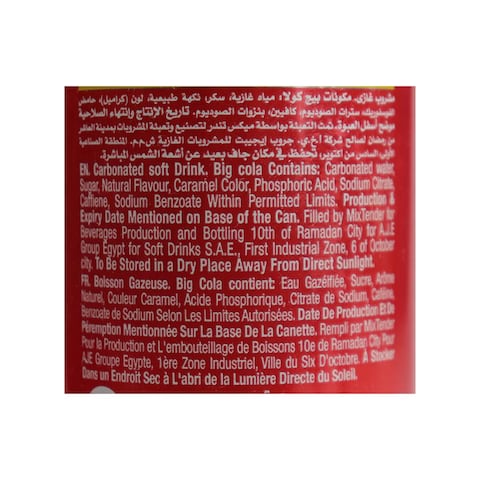 مشروب غازى. مكونات بيج كولا: مياه غازية، سكر، نكهة طبيعية، لون (كراميل)، حامض
الفوسفوريك، سترات الصوديوم، كافيين، بنزوات الصوديوم. تاريخ الإنتاج وإنتهاء الصلاحية
موضح أسفل العبوة. تمت التعبئة بواسطة ميكس تندر لتصنيع وتعبئة المشروبات بمدينة العاشر
من رمضان لصالح شركة أ.ى.ج. جروب إيجيبت للمشروبات الغازية ش.م.م. المنطقة الصناعية
الأولى السادس من أكتوبر، تحفظ في مكان جاف بعيد عن أشعة الشمس المباشرة.
EN. Carbonated soft Drink. Big cola Contains: Carbonated water,
Sugar, Natural Flavour, Caramel Color, Phosphoric Acid, Sodium Citrate,
Caffiene, Sodium Benzoate Within Permitted Limits. Production &
Expiry Date Mentioned on Base of the Can. Filled by MixTender for
Beverages Production and Bottling 10th of Ramadan City for A.J.E
Group Egypt for Soft Drinks S.A.E., First Industrial Zone, 6 of October
city. To Be Stored in a Dry Place Away From Direct Sunlight.
FR. Boisson Gazeuse. Big Cola contient: Eau Gazéifiée, Sucre, Arôme
Naturel, Couleur Caramel, Acide Phosphorique, Citrate de Sodium, Caféine,
Benzoate de Sodium Selon Les Limites Autorisées. Date De Production Et De
Péremption Mentionnée Sur La Base De La Canette. Rempli par MixTender
Pour la Production et L'embouteillage de Boissons 10e de Ramadan City Pour
AJE Groupe Egypte, 1ère Zone Industriel, Ville du Six D'octobre. A Stocker
Dans un Endroit Sec à L'abri de la Lumière Directe du Soleil.